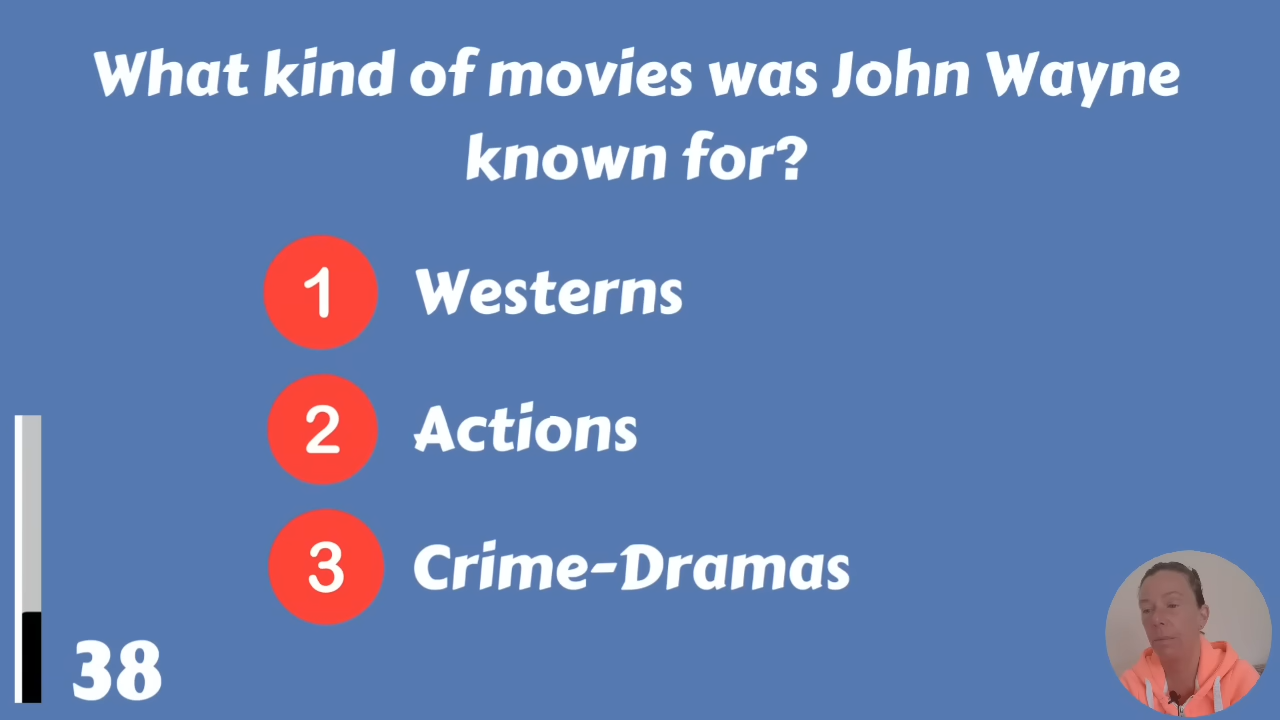 What kind of movies was John Wayne
known for?
1 Westerns
2 Actions
3 Crime-Dramas
38